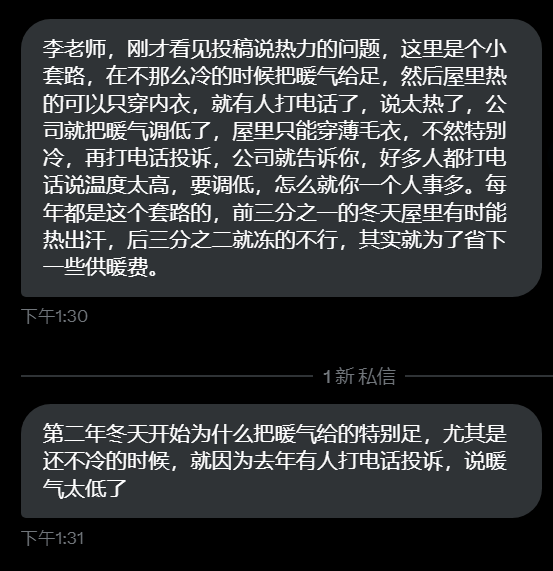 李老师，刚才看见投稿说热力的问题，这里是个小
套路，在不那么冷的时候把暖气给足，然后屋里热
的可以只穿内衣，就有人打电话了，说太热了，公
司就把暖气调低了，屋里只能穿薄毛衣，不然特别
冷，再打电话投诉，公司就告诉你，好多人都打电
话说温度太高，要调低，怎么就你一个人事多。每
年都是这个套路的，前三分之一的冬天屋里有时能
热出汗，后三分之二就冻的不行，其实就为了省下
一些供暖费。
下午1:30
1 新 私信
第二年冬天开始为什么把暖气给的特别足，尤其是
还不冷的时候，就因为去年有人打电话投诉，说暖
气太低了
下午1:31